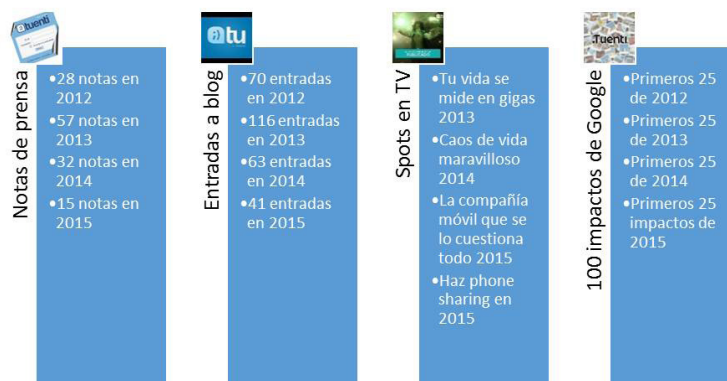 tuenti
Notas de prensa
•28 notas en
2012
•57 notas en
2013
•32 notas en
2014
•15 notas en
2015
tu
Entradas a blog
•70 entradas
en 2012
•116 entradas
en 2013
•63 entradas
en 2014
•41 entradas
en 2015
Spots en TV
•Tu vida se
mide en gigas
2013
•Caos de vida
maravilloso
2014
•La compañía
móvil que se
lo cuestiona
todo 2015
•Haz phone
sharing en
2015
Tuenti
100 impactos de Google
•Primeros 25
de 2012
•Primeros 25
de 2013
•Primeros 25
de 2014
•Primeros 25
impactos de
2015